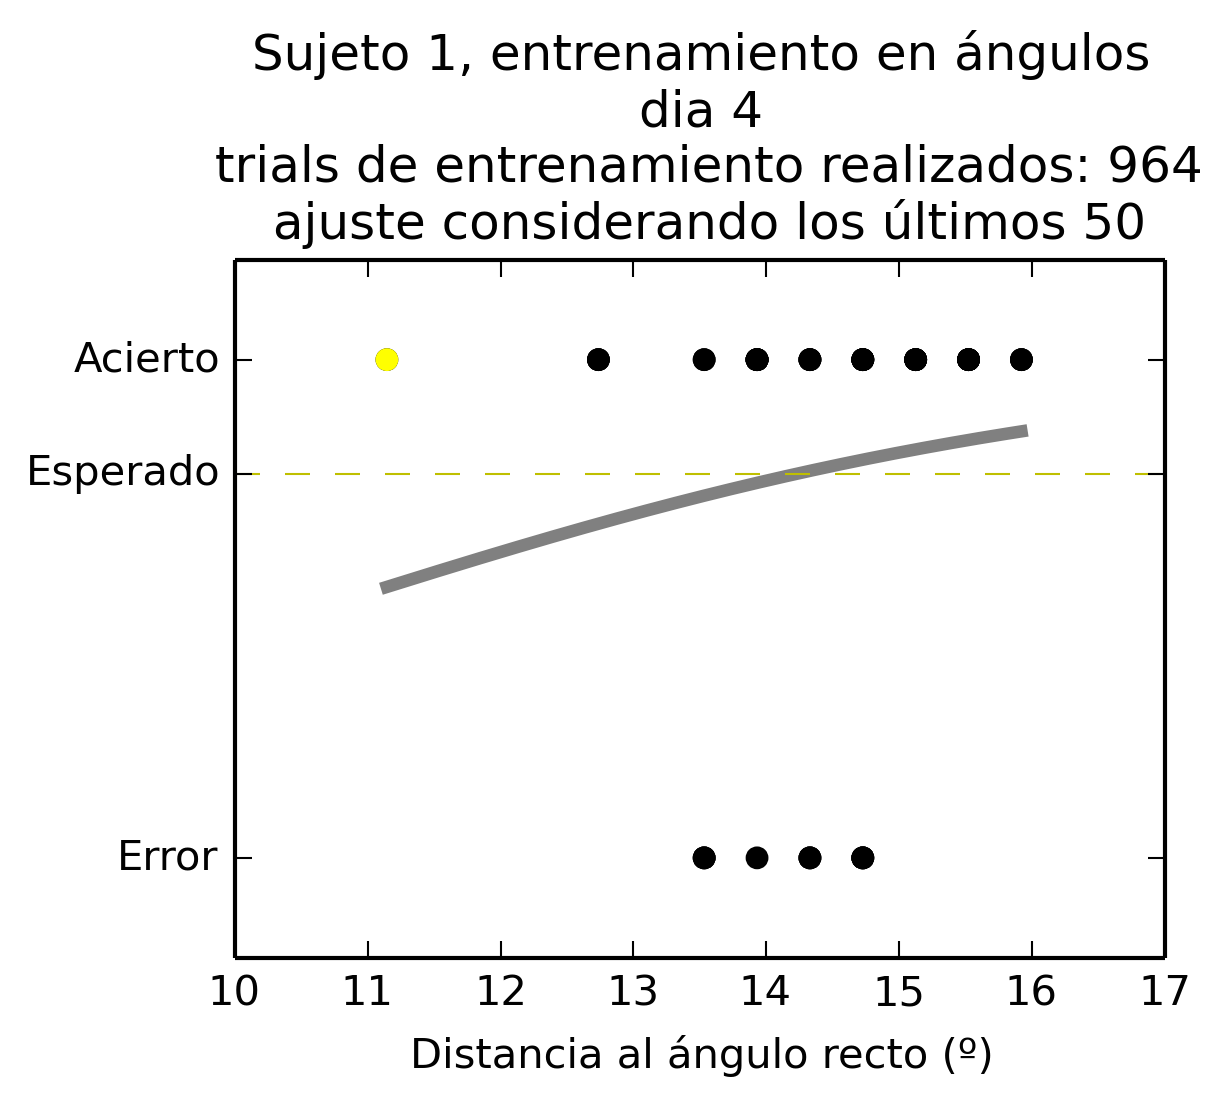 Sujeto 1, entrenamiento en ángulos
dia 4
trials de entrenamiento realizados: 964
ajuste considerando los últimos 50
Acierto
Esperado
Error
10 11 12 13 14 15 16 17
Distancia al ángulo recto (º)